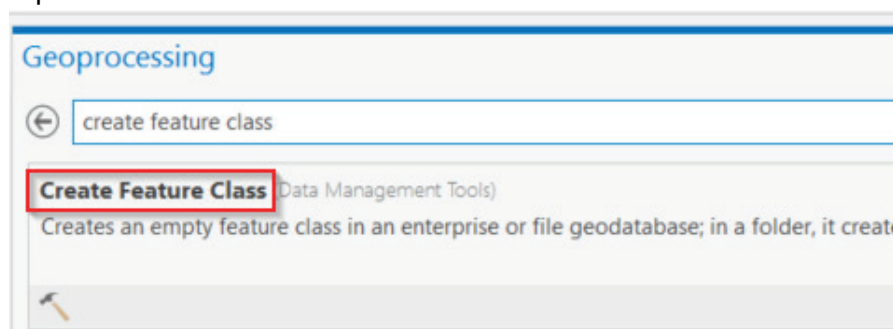 Geoprocessing
create feature class
Create Feature Class (Data Management Tools)
Creates an empty feature class in an enterprise or file geodatabase; in a folder, it create